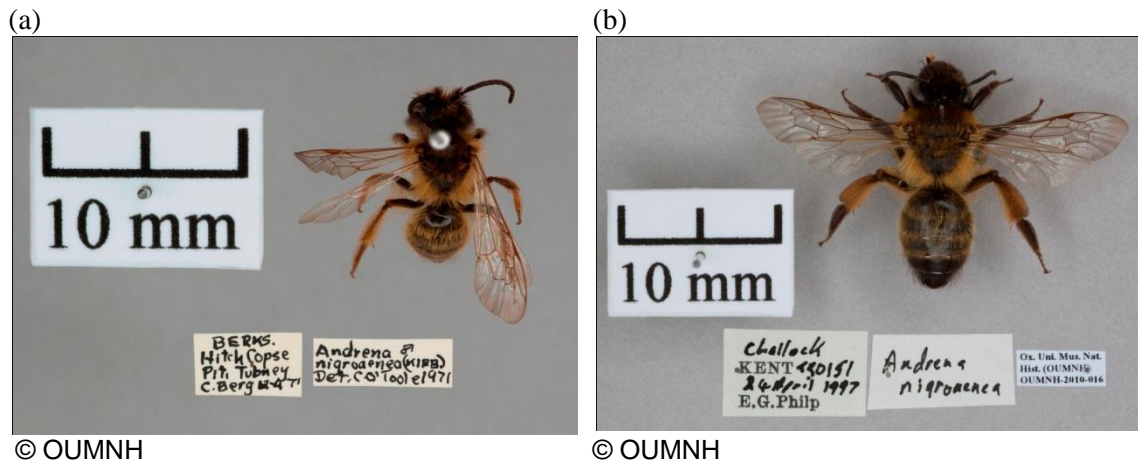 (a)
10 mm
BERKS.
Hitch Copse
Pit. Tubney
Andrena ♂
nigroaenea (KIRB)
Det. C O'Toole 1971
© OUMNH
(b)
10 mm
Challock
KENT
24 April 1997
E.G. Philp
Andrena
nigroaenea
Ox. Uni. Mus. Nat.
Hist. (OUMNH)
OUMNH-2010-016
© OUMNH